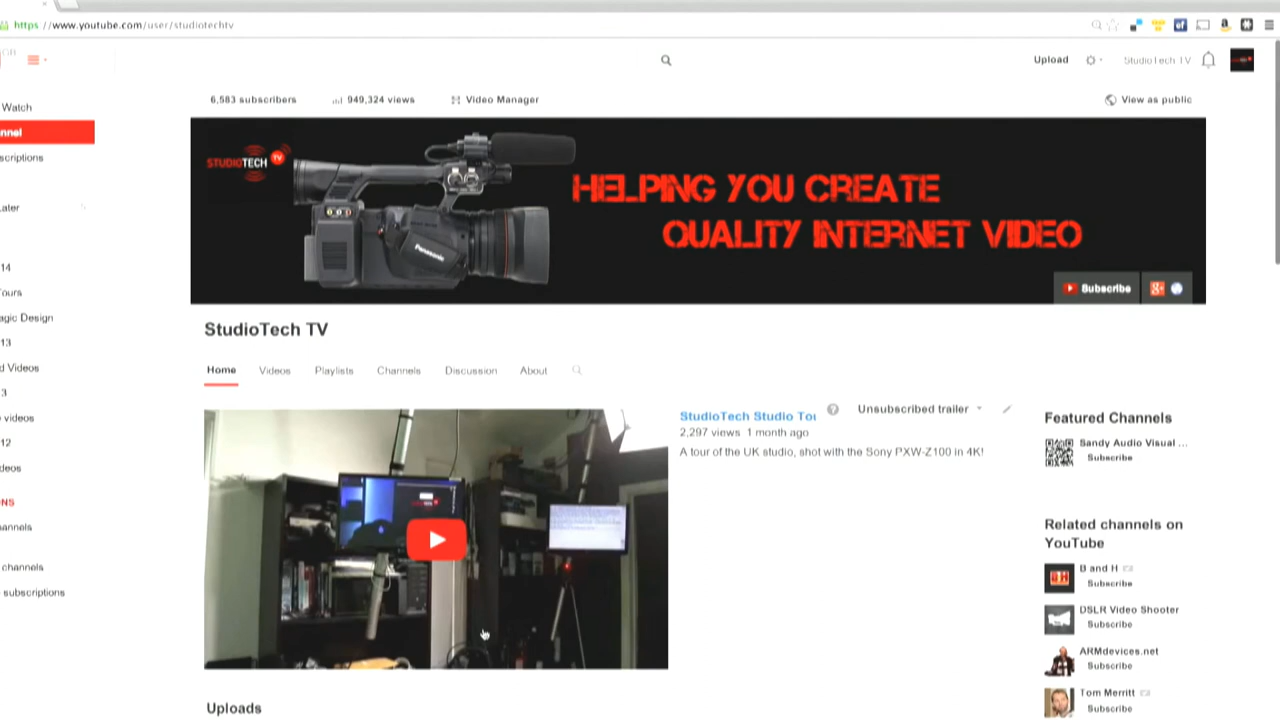 https://www.youtube.com/user/studiotechtv
Upload
StudioTech TV
6,583 subscribers
949,324 views
Video Manager
View as public
Watch
nnel
scriptions
ater
14
ours
agic Design
13
d Videos
3
videos
12
deos
NS
hannels
channels
subscriptions
STUDIOTECH TV
Panasonic
HELPING YOU CREATE
QUALITY INTERNET VIDEO
Subscribe
StudioTech TV
Home Videos Playlists Channels Discussion About
StudioTech Studio Tou
Unsubscribed trailer
2,297 views 1 month ago
A tour of the UK studio, shot with the Sony PXW-Z100 in 4K!
Featured Channels
Sandy Audio Visual ...
Subscribe
Related channels on
YouTube
B and H
Subscribe
DSLR Video Shooter
Subscribe
ARMdevices.net
Subscribe
Tom Merritt
Subscribe
Uploads